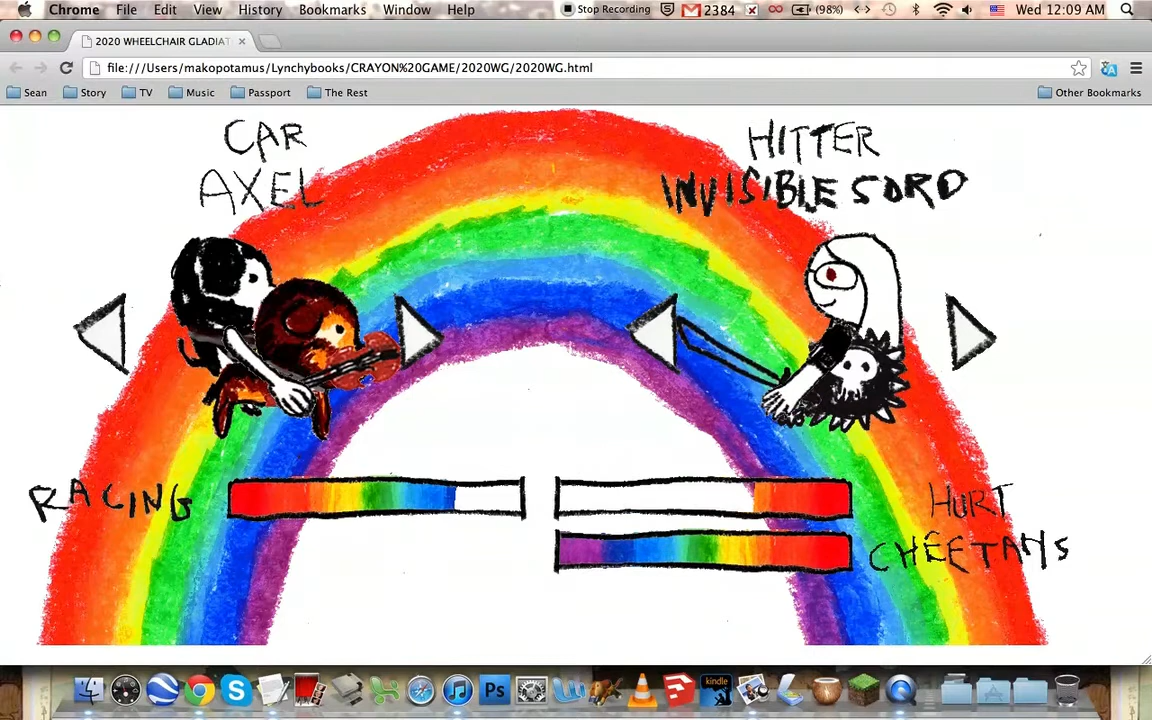 Chrome File Edit View History Bookmarks Window Help Stop Recording 2384 (98%) Wed 12:09 AM
2020 WHEELCHAIR GLADIAT
file:///Users/makopotamus/Lynchybooks/CRAYON%20GAME/2020WG/2020WG.html
Sean Story TV Music Passport The Rest Other Bookmarks
CAR
AXEL
HITTER
INVISIBLE SORD
RACING
HURT
CHEETAHS
Ps
kindle